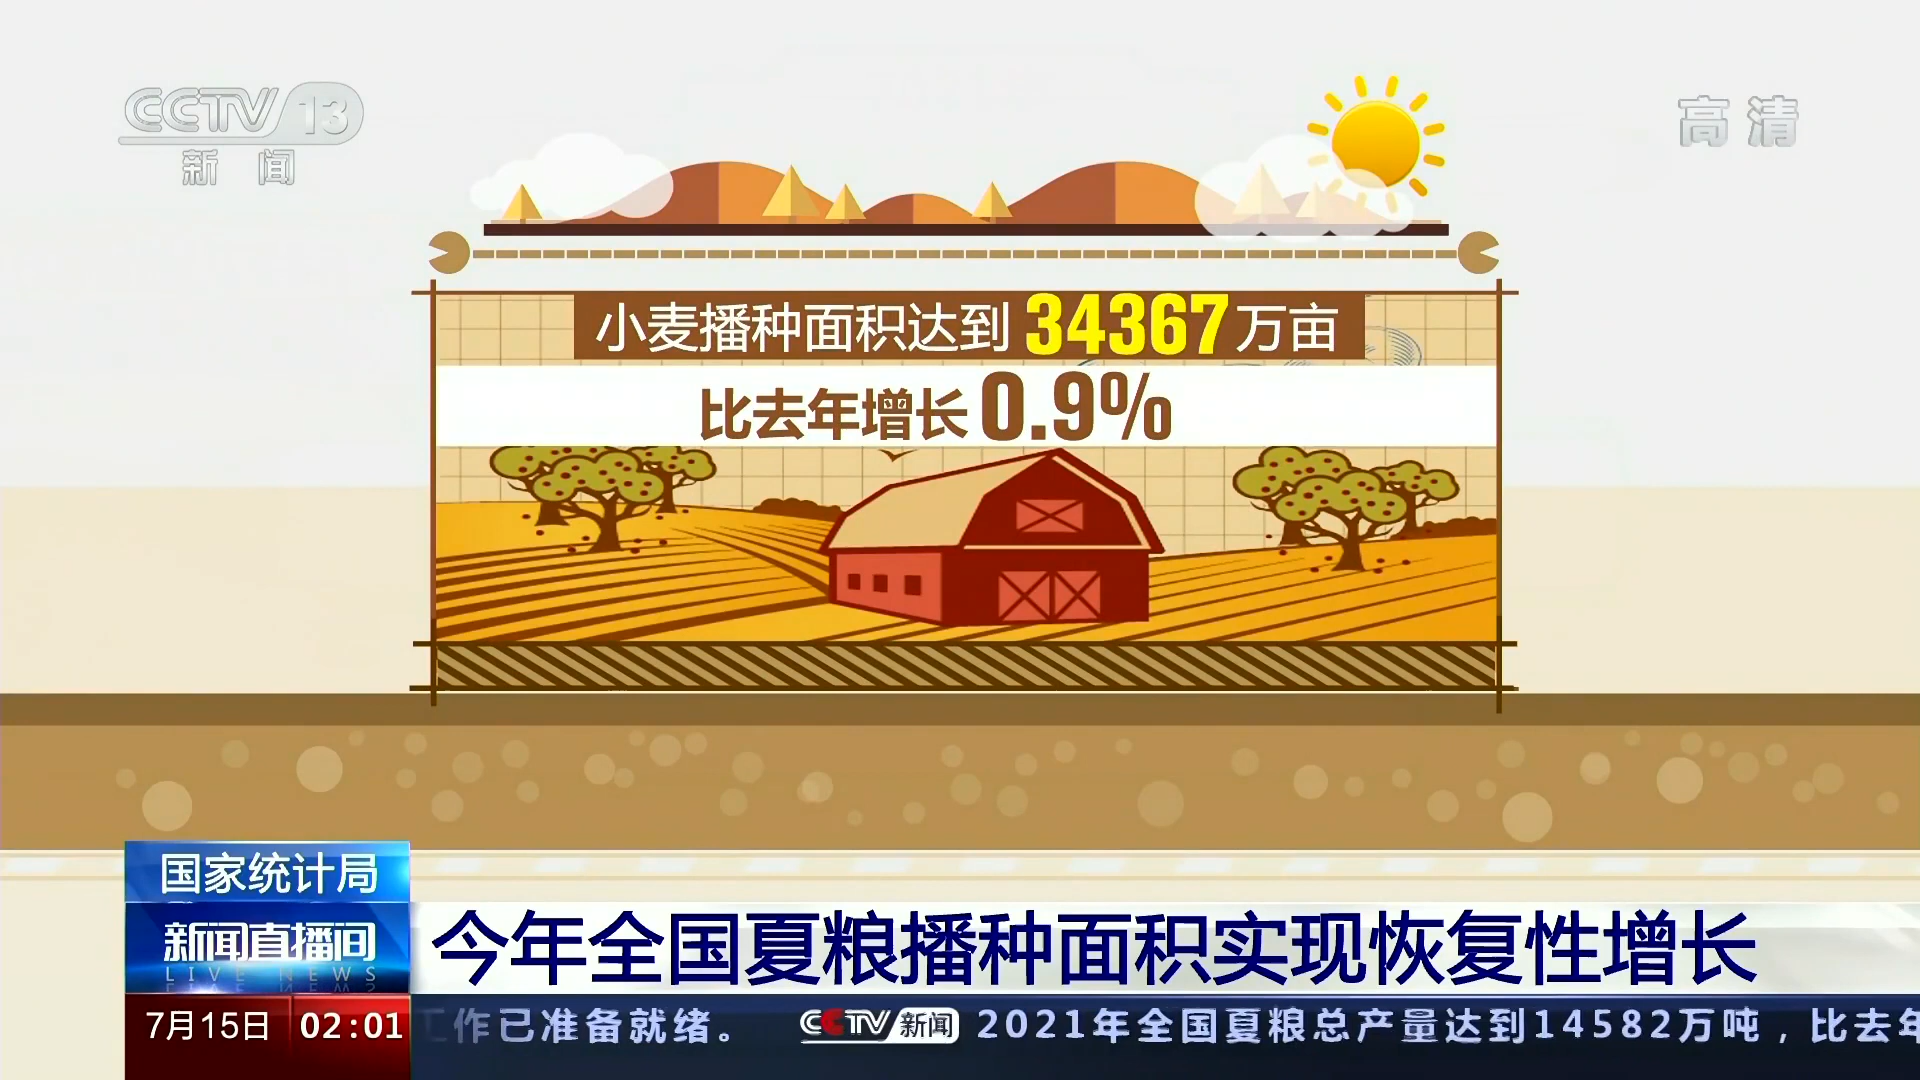 CCTV 13
新闻
高清
小麦播种面积达到34367万亩
比去年增长0.9%
国家统计局
新闻直播间
LIVE NEWS
今年全国夏粮播种面积实现恢复性增长
7月15日 02:01
工作已准备就绪。 CCTV新闻 2021年全国夏粮总产量达到14582万吨，比去年